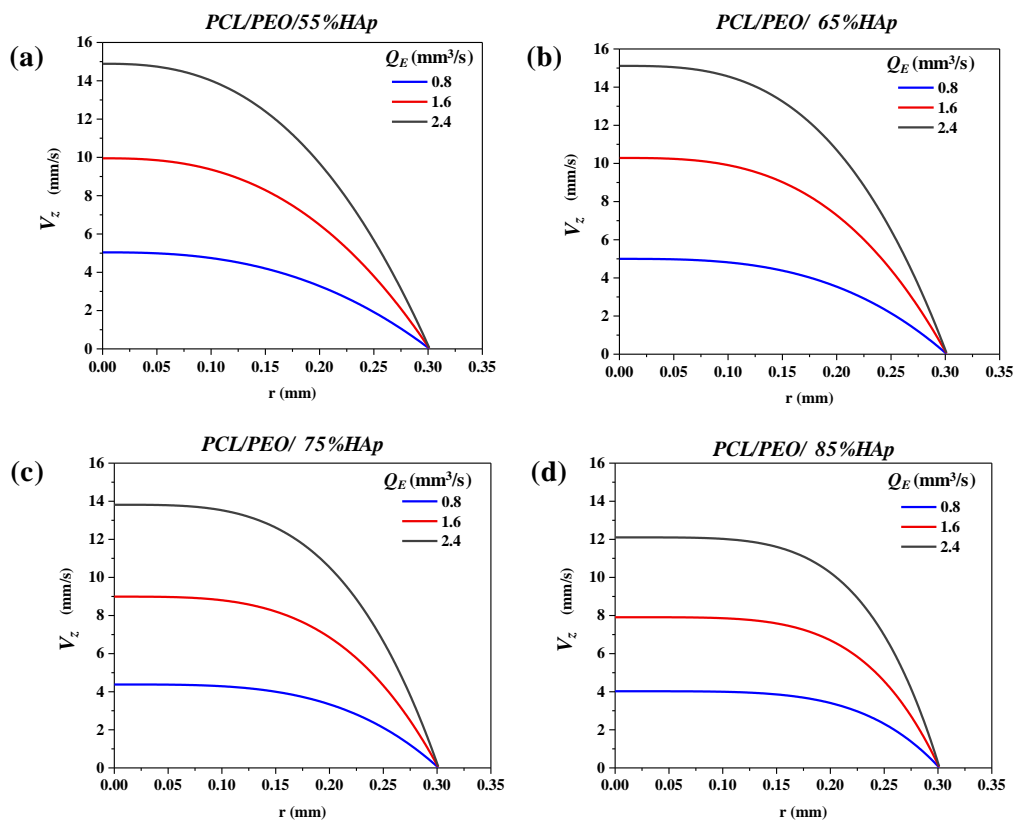 (a)
PCL/PEO/55%HAp
Q_E (mm³/s)
0.8
1.6
2.4
V_z (mm/s)
16
14
12
10
8
6
4
2
0
0.00 0.05 0.10 0.15 0.20 0.25 0.30 0.35
r (mm)
(b)
PCL/PEO/ 65%HAp
Q_E (mm³/s)
0.8
1.6
2.4
V_z (mm/s)
16
14
12
10
8
6
4
2
0
0.00 0.05 0.10 0.15 0.20 0.25 0.30 0.35
r (mm)
(c)
PCL/PEO/ 75%HAp
Q_E (mm³/s)
0.8
1.6
2.4
V_z (mm/s)
16
14
12
10
8
6
4
2
0
0.00 0.05 0.10 0.15 0.20 0.25 0.30 0.35
r (mm)
(d)
PCL/PEO/ 85%HAp
Q_E (mm³/s)
0.8
1.6
2.4
V_z (mm/s)
16
14
12
10
8
6
4
2
0
0.00 0.05 0.10 0.15 0.20 0.25 0.30 0.35
r (mm)